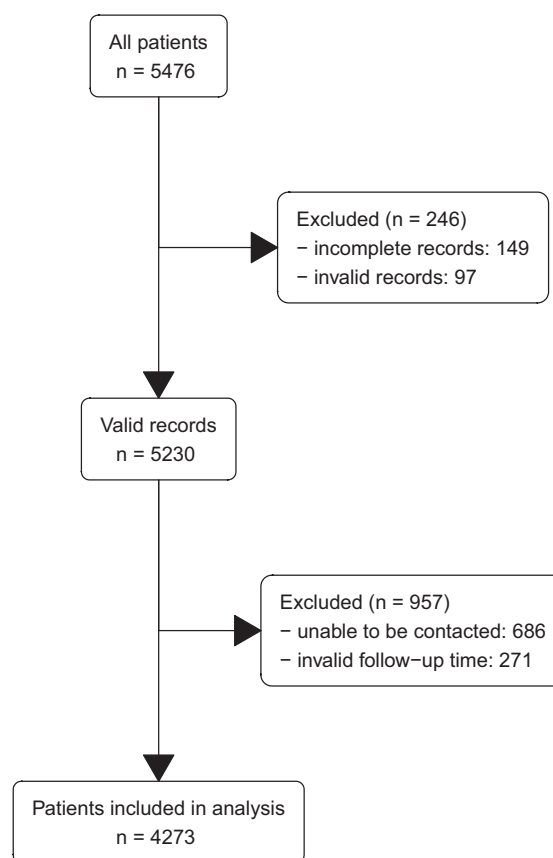 All patients
n = 5476
Excluded (n = 246)
− incomplete records: 149
− invalid records: 97
Valid records
n = 5230
Excluded (n = 957)
− unable to be contacted: 686
− invalid follow−up time: 271
Patients included in analysis
n = 4273